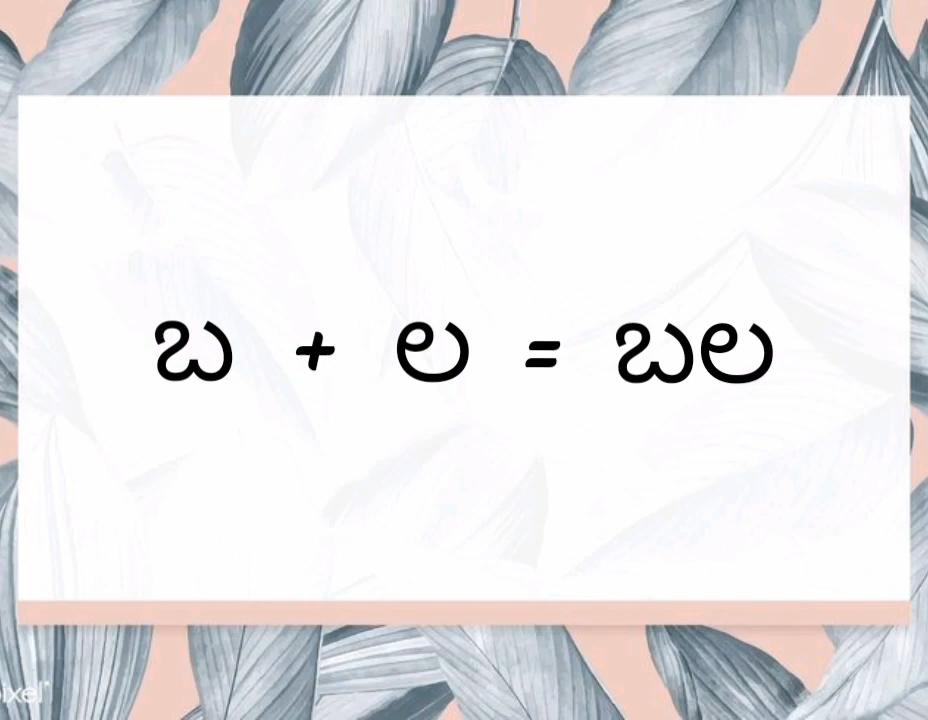 ಬ + ಲ = ಬಲ